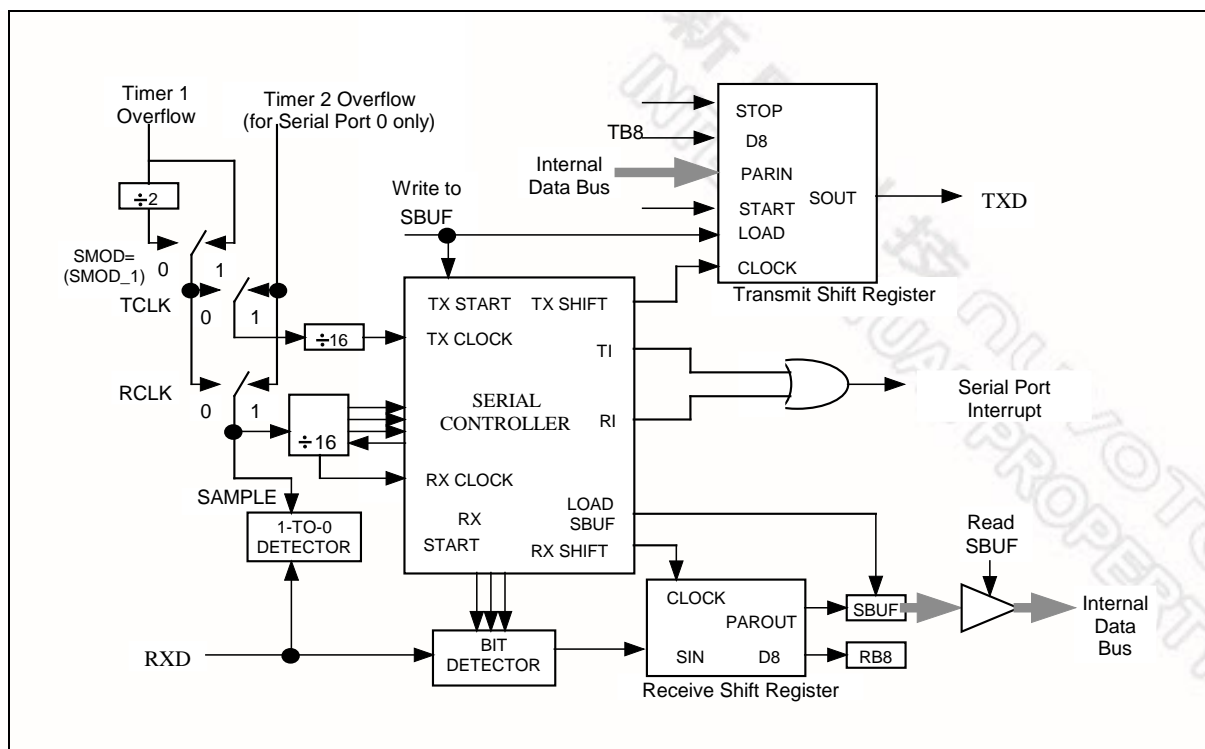 Timer 1
Overflow
Timer 2 Overflow
(for Serial Port 0 only)
÷2
SMOD=
(SMOD_1)
0
1
TCLK
0
1
÷16
RCLK
0
1
÷16
SAMPLE
1-TO-0
DETECTOR
RXD
Write to
SBUF
TX START
TX SHIFT
TX CLOCK
TI
SERIAL
CONTROLLER
RI
RX CLOCK
LOAD
SBUF
RX
START
RX SHIFT
BIT
DETECTOR
TB8
Internal
Data Bus
STOP
D8
PARIN
SOUT
START
LOAD
CLOCK
Transmit Shift Register
TXD
Serial Port
Interrupt
CLOCK
PAROUT
SIN
D8
Receive Shift Register
SBUF
RB8
Read
SBUF
Internal
Data
Bus